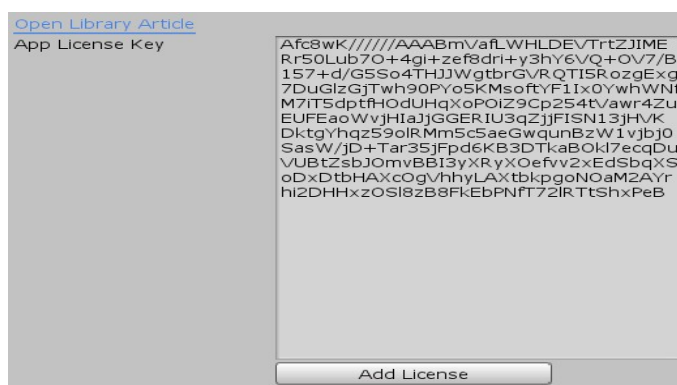 Open Library Article
App License Key
Afc8wK//////AAABmVafLWHLDEVTrtZJIME
Rr50Lub7O+4gi+zef8dri+y3hY6VQ+OV7/B
157+d/G5So4THJJWgtbrGVRQTI5RozgExg
7DuGlzGjTwh90PYo5KMsoftYF1Ix0YwhWNf
M7iT5dptfHOdUHqXoPOiZ9Cp254tVawr4Zu
EUFEaoWvjHIaJjGGERIU3qZjjFISN13jHVK
DktgYhqz59olRMm5c5aeGwqunBzW1vjbj0
SasW/jD+Tar35jFpd6KB3DTkaBOkl7ecqDu
VUBtZsbJOmvBBI3yXRyXOefvv2xEdSbqXS
oDxDtbHAXcOgVhhyLAXtbkpgoNOaM2AYr
hi2DHHxzOSl8zB8FkEbPNfT72lRTtShxPeB
Add License